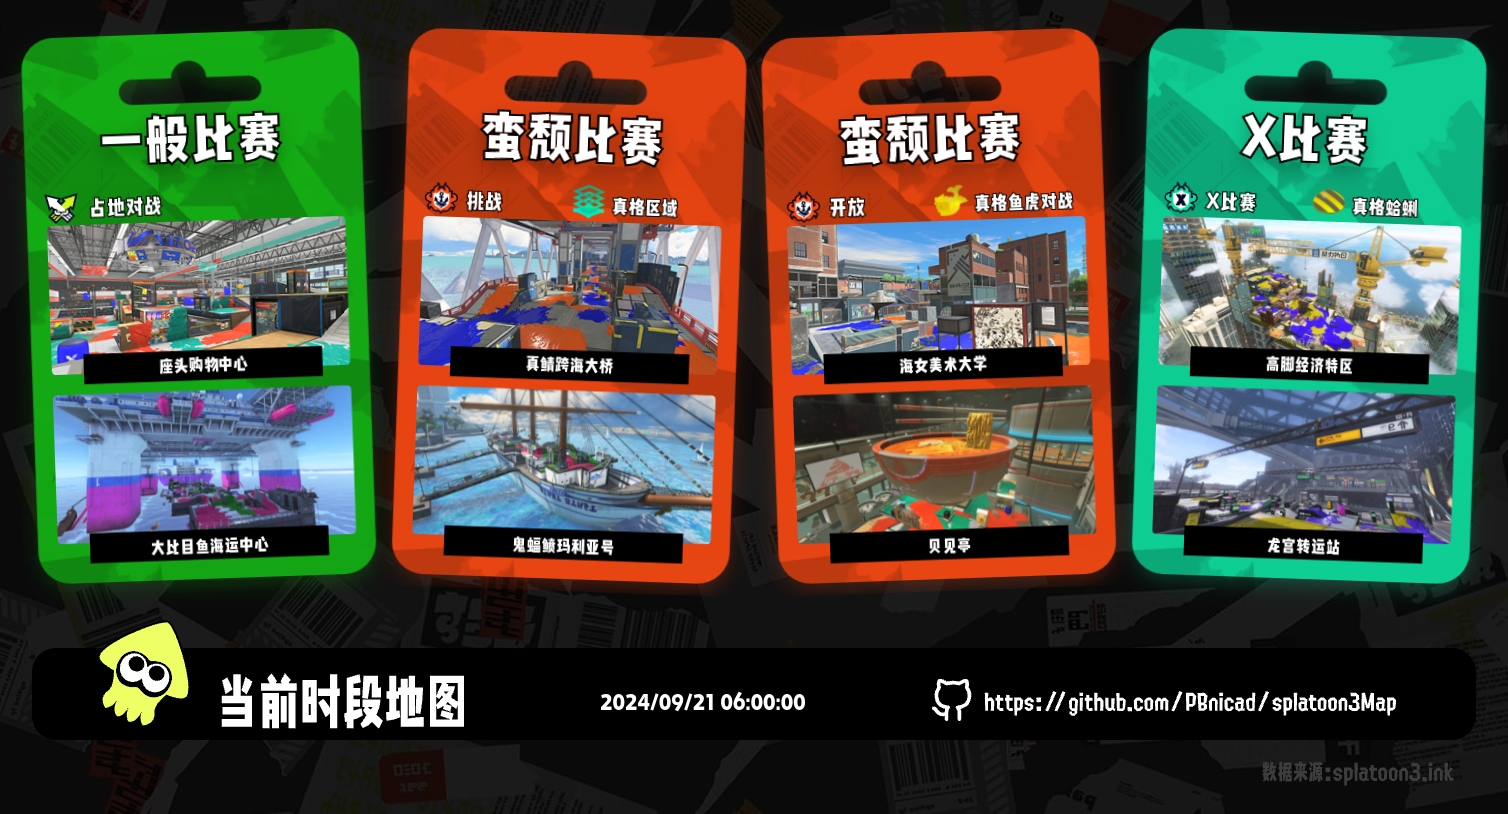 一般比赛
占地对战
座头购物中心
大比目鱼海运中心
蛮颓比赛
挑战
真格区域
真鲭跨海大桥
鬼蝠鲼玛利亚号
蛮颓比赛
开放
真格鱼虎对战
海女美术大学
贝贝亭
X比赛
X比赛
真格蛤蜊
高脚经济特区
龙宫转运站
当前时段地图
2024/09/21 06:00:00
https://github.com/PBnicad/splatoon3Map
数据来源:splatoon3.ink